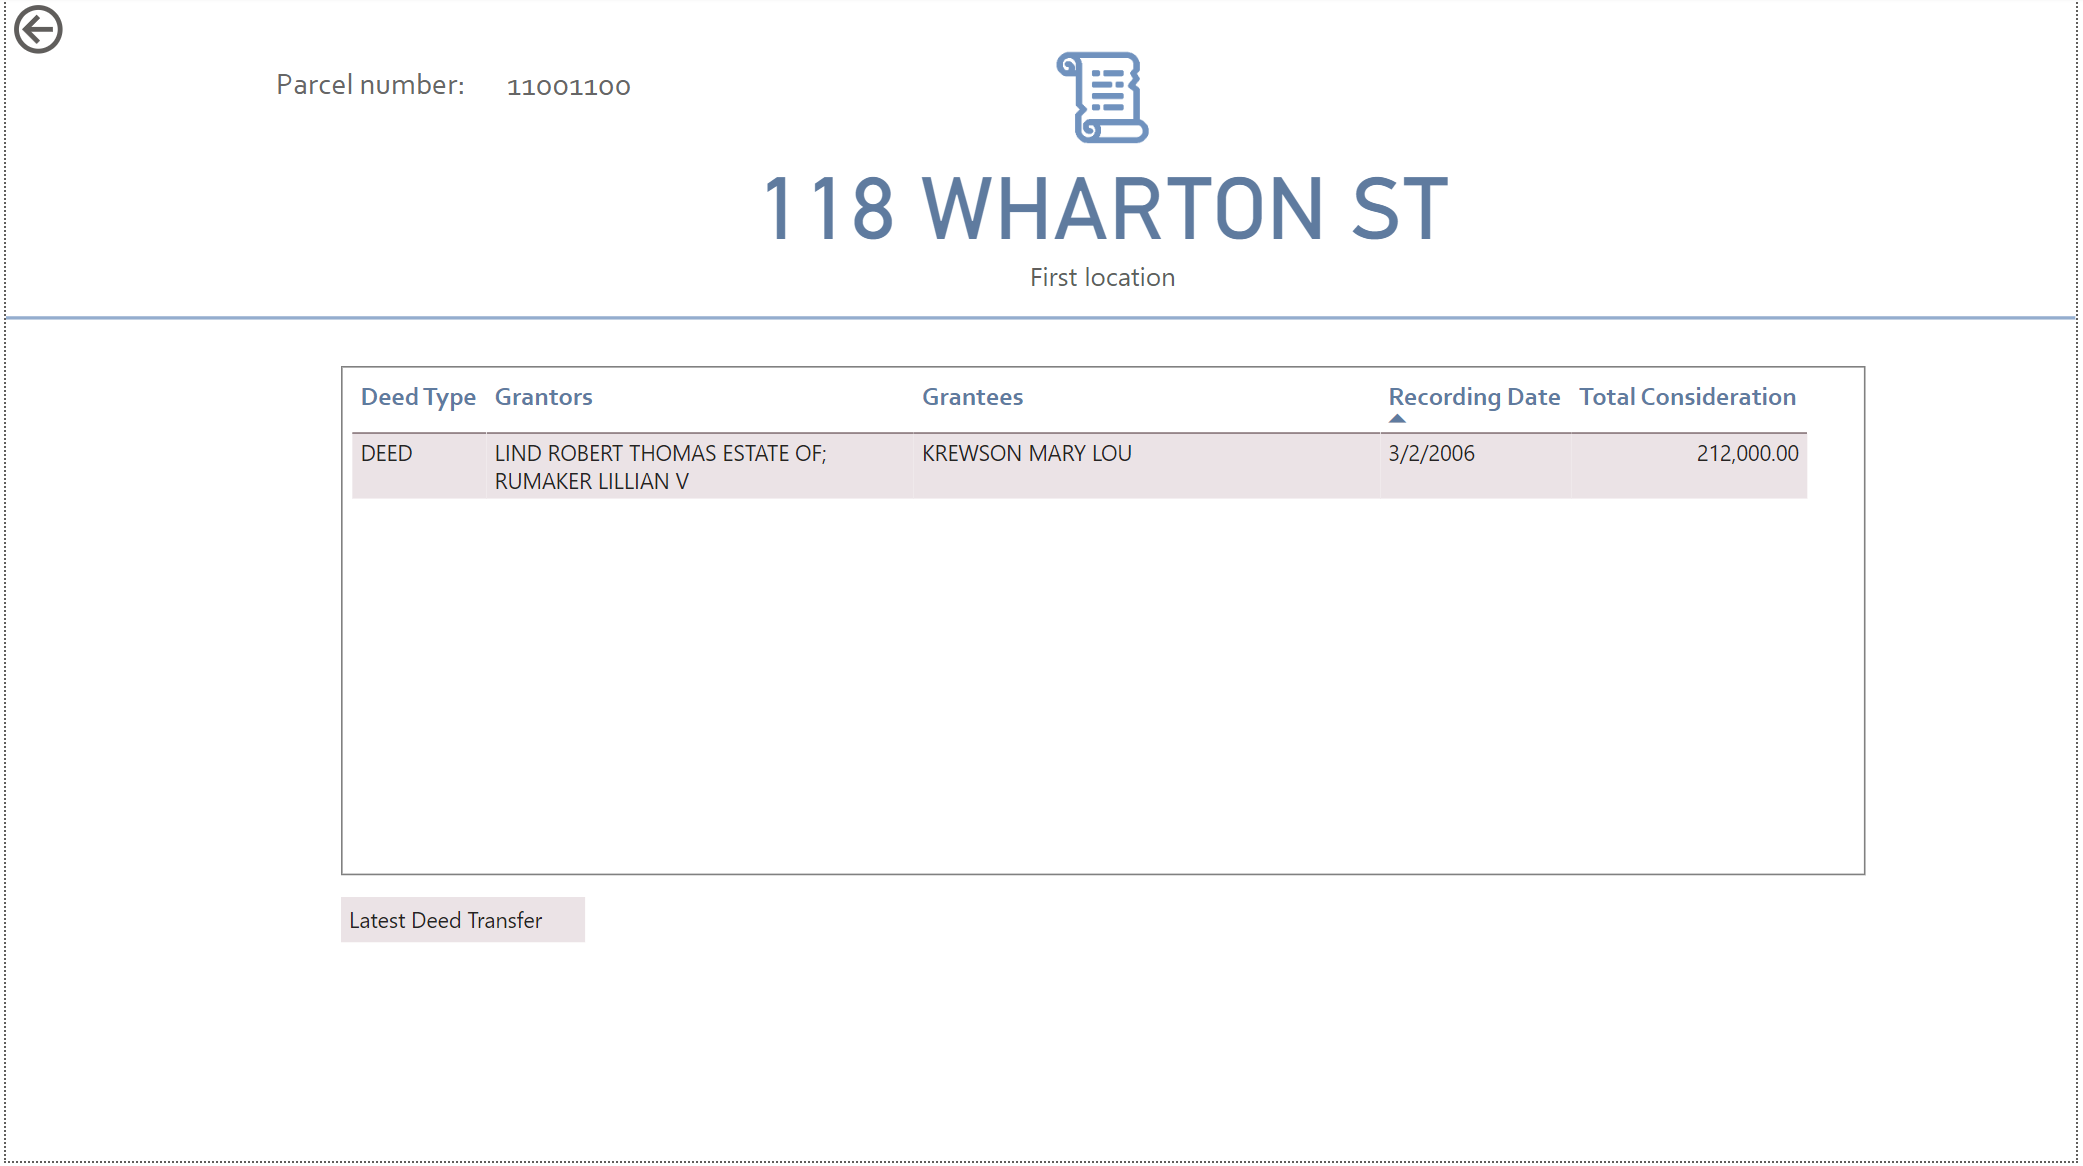 Parcel number: 11001100
118 WHARTON ST
First location
Deed Type Grantors Grantees Recording Date Total Consideration
DEED LIND ROBERT THOMAS ESTATE OF; KREWSON MARY LOU 3/2/2006 212,000.00
RUMAKER LILLIAN V
Latest Deed Transfer